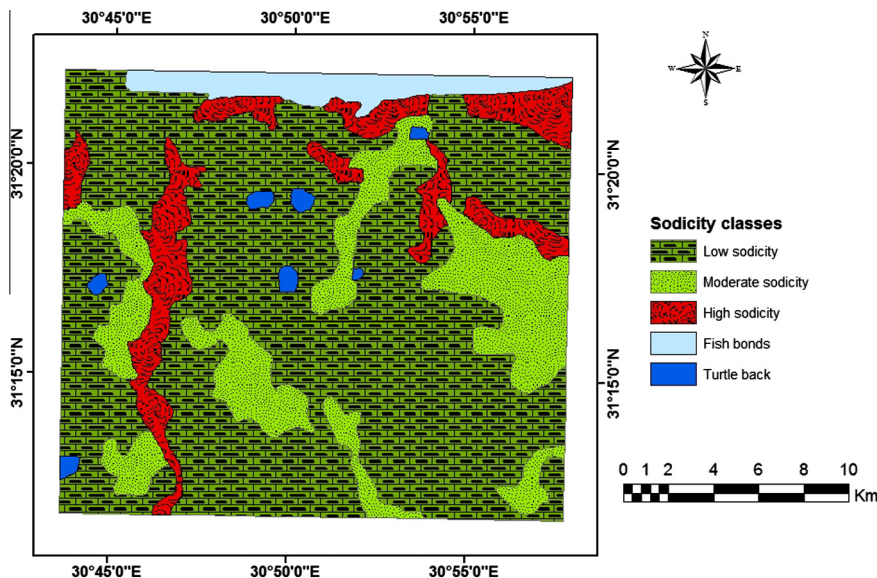 30°45'0"E 30°50'0"E 30°55'0"E
N
W E
S
31°20'0"N
31°20'0"N
31°15'0"N
31°15'0"N
Sodicity classes
Low sodicity
Moderate sodicity
High sodicity
Fish bonds
Turtle back
0 1 2 4 6 8 10
Km
30°45'0"E 30°50'0"E 30°55'0"E